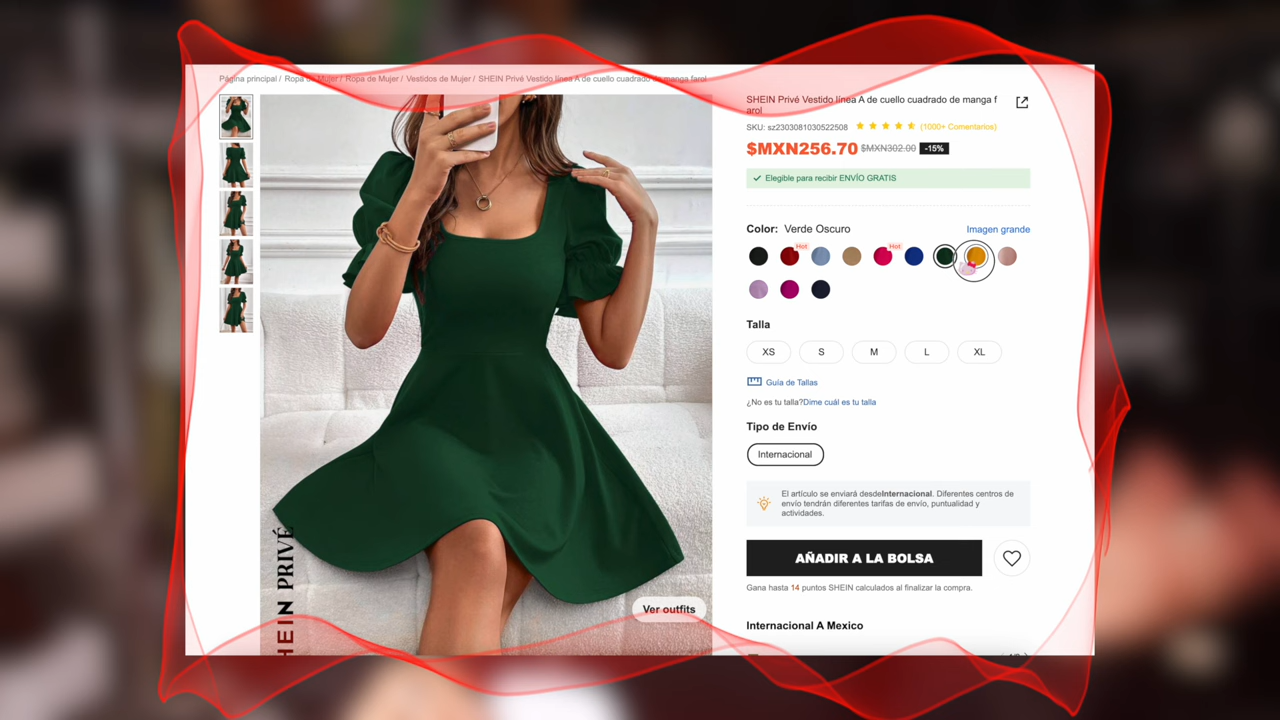 Página principal / Ropa de Mujer / Ropa de Mujer / Vestidos de Mujer / SHEIN Privé Vestido línea A de cuello cuadrado de manga farol
SHEIN Privé Vestido línea A de cuello cuadrado de manga f
arol
SKU: sz2303081030522508 (1000+ Comentarios)
$MXN256.70 $MXN302.00 -15%
Elegible para recibir ENVÍO GRATIS
Color: Verde Oscuro Imagen grande
Hot Hot
Talla
XS S M L XL
Guía de Tallas
¿No es tu talla?Dime cuál es tu talla
Tipo de Envío
Internacional
El artículo se enviará desdeInternacional. Diferentes centros de
envío tendrán diferentes tarifas de envío, puntualidad y
actividades.
AÑADIR A LA BOLSA
Gana hasta 14 puntos SHEIN calculados al finalizar la compra.
Internacional A Mexico
HEIN PRIVÉ
Ver outfits